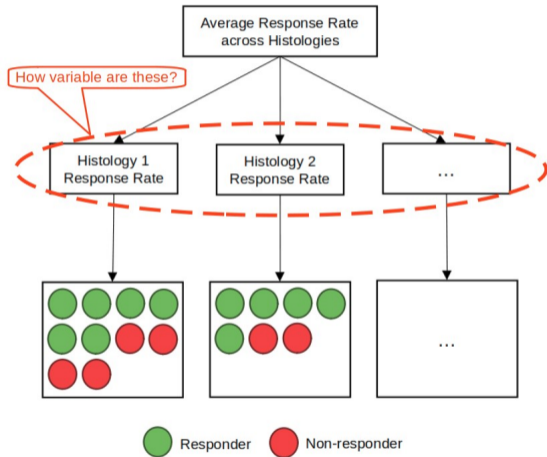 Average Response Rate
across Histologies
How variable are these?
Histology 1
Response Rate
Histology 2
Response Rate
...
...
Responder
Non-responder